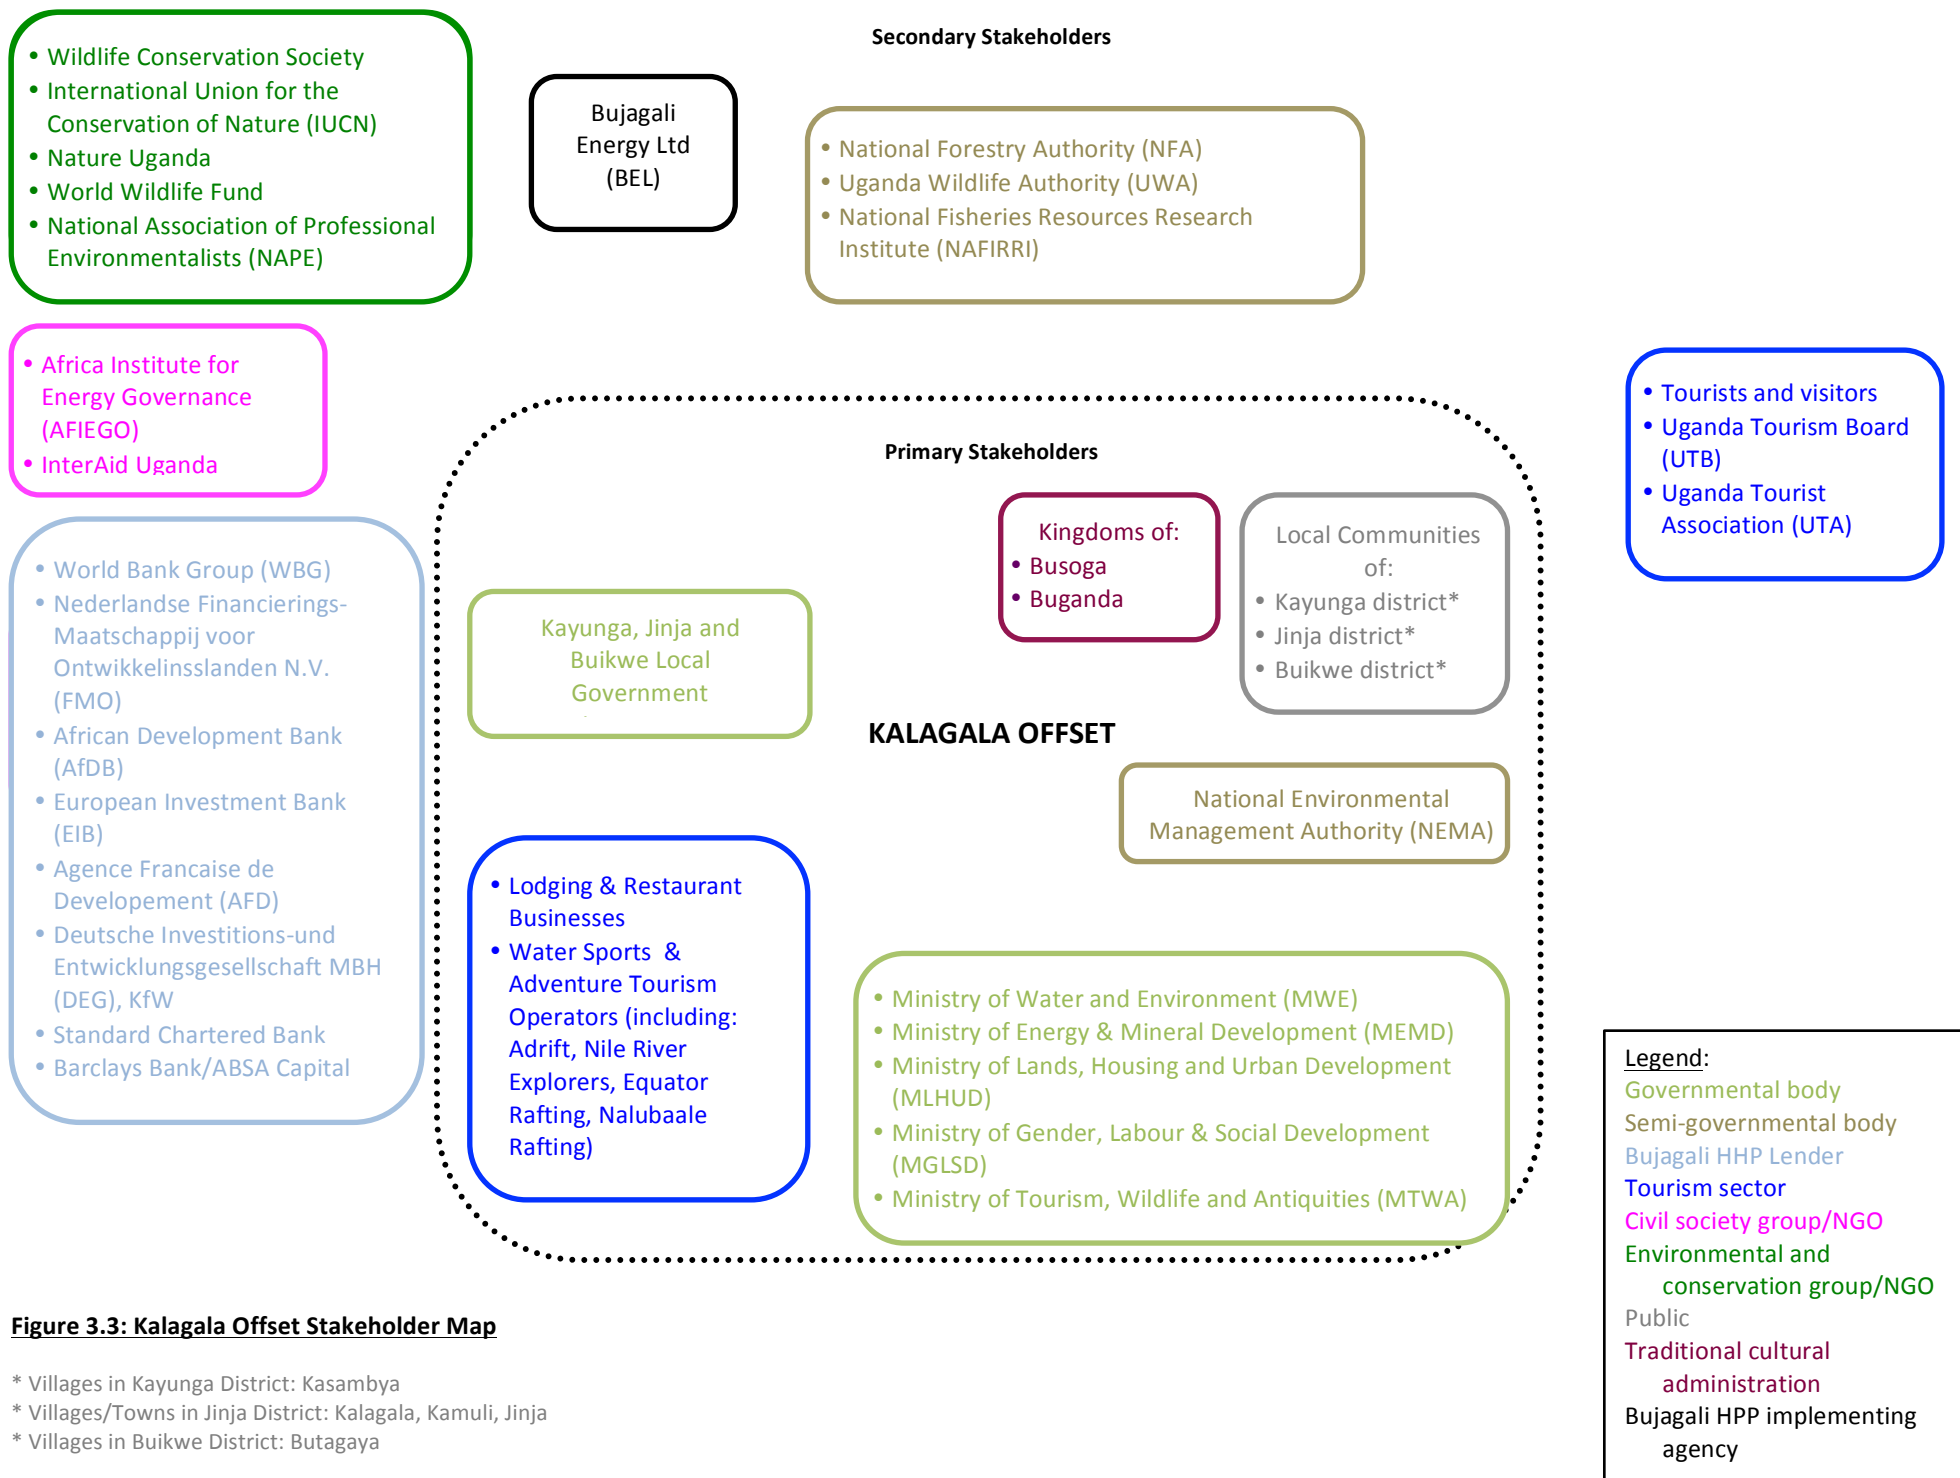 Secondary Stakeholders
• Wildlife Conservation Society
• International Union for the
Conservation of Nature (IUCN)
• Nature Uganda
• World Wildlife Fund
• National Association of Professional
Environmentalists (NAPE)
Bujagali
Energy Ltd
(BEL)
• National Forestry Authority (NFA)
• Uganda Wildlife Authority (UWA)
• National Fisheries Resources Research
Institute (NAFIRRI)
• Africa Institute for
Energy Governance
(AFIEGO)
• InterAid Uganda
• Tourists and visitors
• Uganda Tourism Board
(UTB)
• Uganda Tourist
Association (UTA)
• World Bank Group (WBG)
• Nederlandse Financierings-
Maatschappij voor
Ontwikkelinsslanden N.V.
(FMO)
• African Development Bank
(AfDB)
• European Investment Bank
(EIB)
• Agence Francaise de
Developement (AFD)
• Deutsche Investitions-und
Entwicklungsgesellschaft MBH
(DEG), KfW
• Standard Chartered Bank
• Barclays Bank/ABSA Capital
Primary Stakeholders
Kingdoms of:
• Busoga
• Buganda
Local Communities
of:
• Kayunga district*
• Jinja district*
• Buikwe district*
Kayunga, Jinja and
Buikwe Local
Government
KALAGALA OFFSET
National Environmental
Management Authority (NEMA)
• Lodging & Restaurant
Businesses
• Water Sports &
Adventure Tourism
Operators (including:
Adrift, Nile River
Explorers, Equator
Rafting, Nalubaale
Rafting)
• Ministry of Water and Environment (MWE)
• Ministry of Energy & Mineral Development (MEMD)
• Ministry of Lands, Housing and Urban Development
(MLHUD)
• Ministry of Gender, Labour & Social Development
(MGLSD)
• Ministry of Tourism, Wildlife and Antiquities (MTWA)
Legend:
Governmental body
Semi-governmental body
Bujagali HHP Lender
Tourism sector
Civil society group/NGO
Environmental and
conservation group/NGO
Public
Traditional cultural
administration
Bujagali HPP implementing
agency
Figure 3.3: Kalagala Offset Stakeholder Map
* Villages in Kayunga District: Kasambya
* Villages/Towns in Jinja District: Kalagala, Kamuli, Jinja
* Villages in Buikwe District: Butagaya